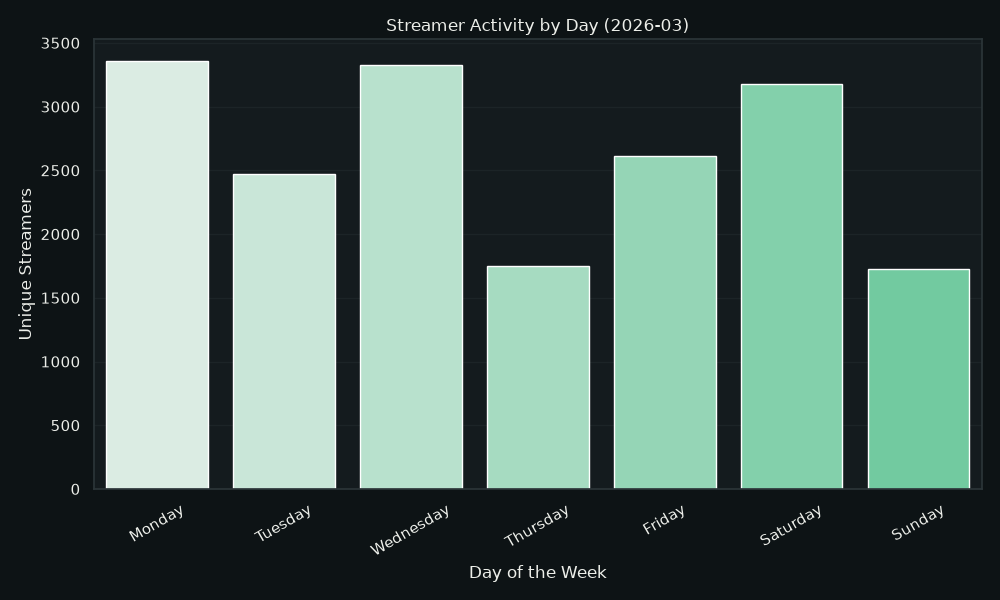 Streamer Activity by Day (2026-03)
Unique Streamers
3500
3000
2500
2000
1500
1000
500
0
Monday
Tuesday
Wednesday
Thursday
Friday
Saturday
Sunday
Day of the Week